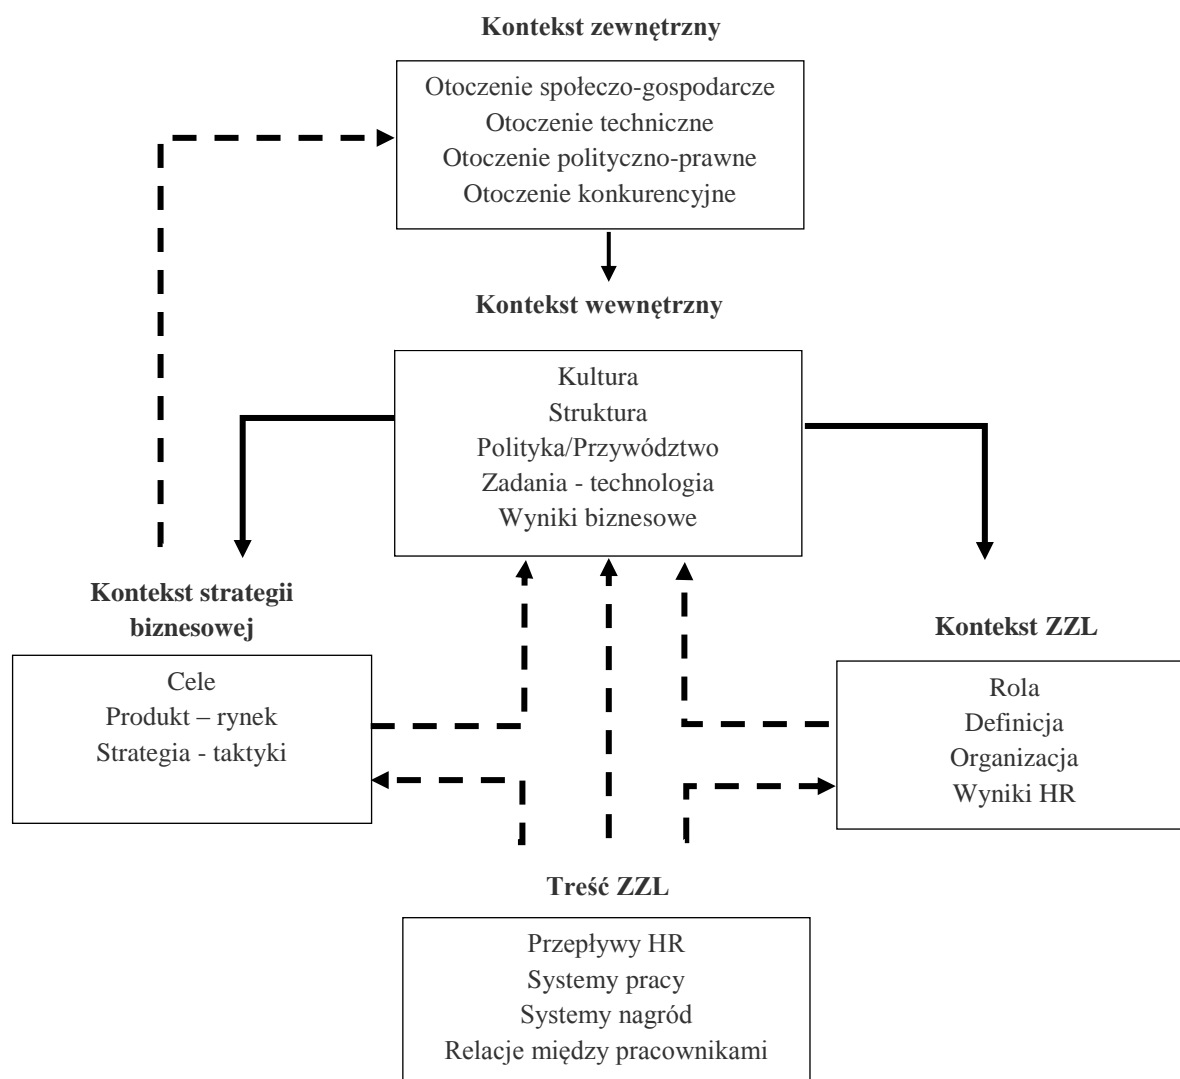 Kontekst zewnętrzny
Otoczenie społeczo-gospodarcze
Otoczenie techniczne
Otoczenie polityczno-prawne
Otoczenie konkurencyjne
Kontekst wewnętrzny
Kultura
Struktura
Polityka/Przywództwo
Zadania - technologia
Wyniki biznesowe
Kontekst strategii
biznesowej
Cele
Produkt – rynek
Strategia - taktyki
Kontekst ZZL
Rola
Definicja
Organizacja
Wyniki HR
Treść ZZL
Przepływy HR
Systemy pracy
Systemy nagród
Relacje między pracownikami